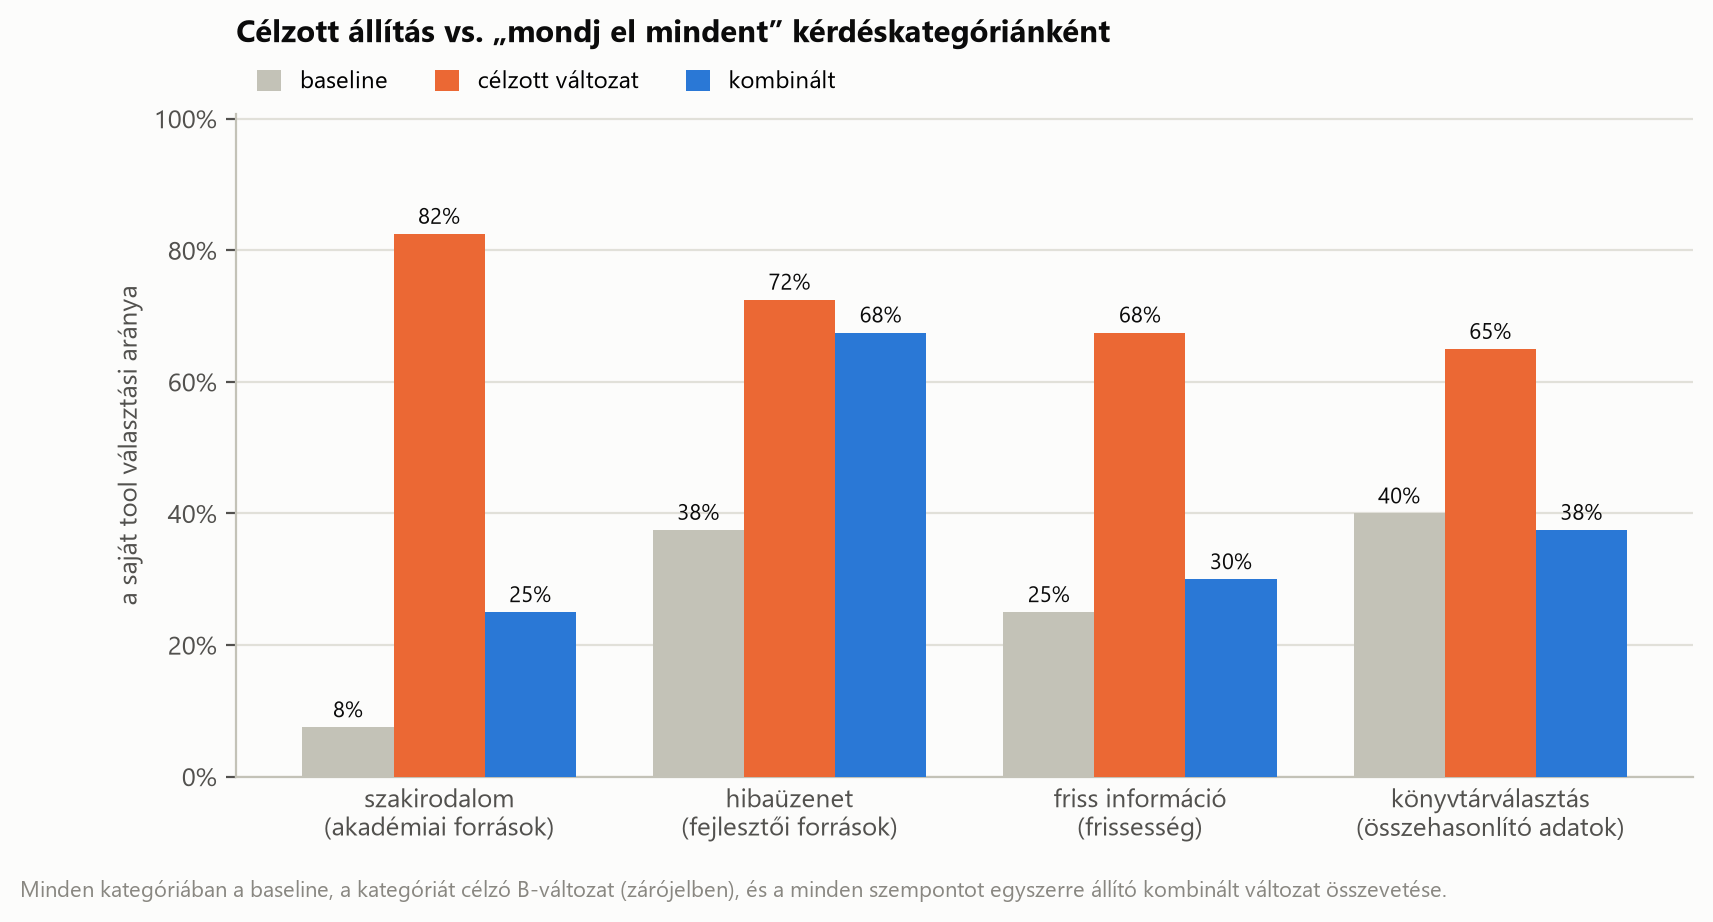 Célzott állítás vs. „mondj el mindent” kérdéskategóriánként
baseline
célzott változat
kombinált
a saját tool választási aránya
100%
80%
60%
40%
20%
0%
8%
82%
25%
38%
72%
68%
25%
68%
30%
40%
65%
38%
szakirodalom
(akadémiai források)
hibaüzenet
(fejlesztői források)
friss információ
(frissesség)
könyvtárválasztás
(összehasonlító adatok)
Minden kategóriában a baseline, a kategóriát célzó B-változat (zárójelben), és a minden szempontot egyszerre állító kombinált változat összevetése.